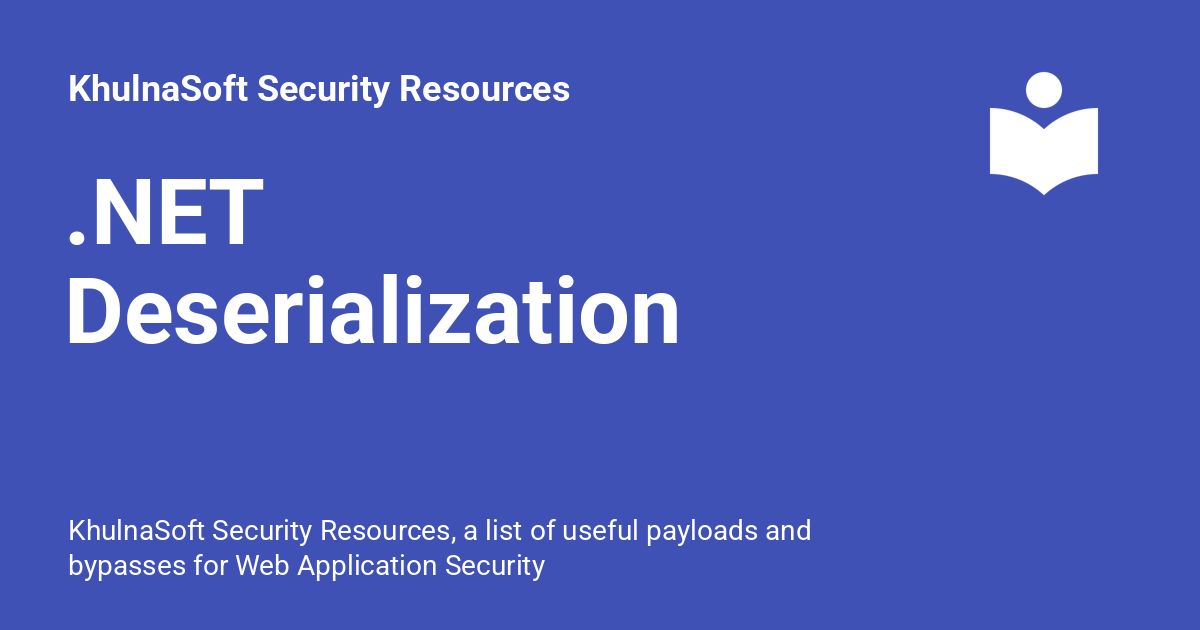 KhulnaSoft Security Resources
.NET
Deserialization
KhulnaSoft Security Resources, a list of useful payloads and
bypasses for Web Application Security